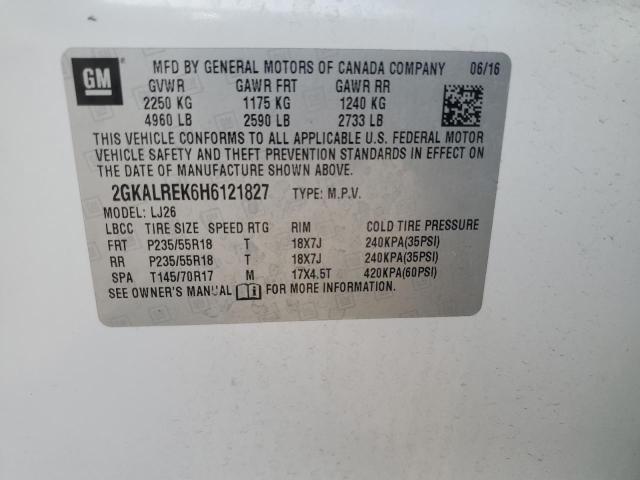 GM
MFD BY GENERAL MOTORS OF CANADA COMPANY 06/16
GVWR GAWR FRT GAWR RR
2250 KG 1175 KG 1240 KG
4960 LB 2590 LB 2733 LB
THIS VEHICLE CONFORMS TO ALL APPLICABLE U.S. FEDERAL MOTOR
VEHICLE SAFETY AND THEFT PREVENTION STANDARDS IN EFFECT ON
THE DATE OF MANUFACTURE SHOWN ABOVE.
2GKALREK6H6121827 TYPE: M.P.V.
MODEL: LJ26
LBCC TIRE SIZE SPEED RTG RIM COLD TIRE PRESSURE
FRT P235/55R18 T 18X7J 240KPA(35PSI)
RR P235/55R18 T 18X7J 240KPA(35PSI)
SPA T145/70R17 M 17X4.5T 420KPA(60PSI)
SEE OWNER'S MANUAL FOR MORE INFORMATION.